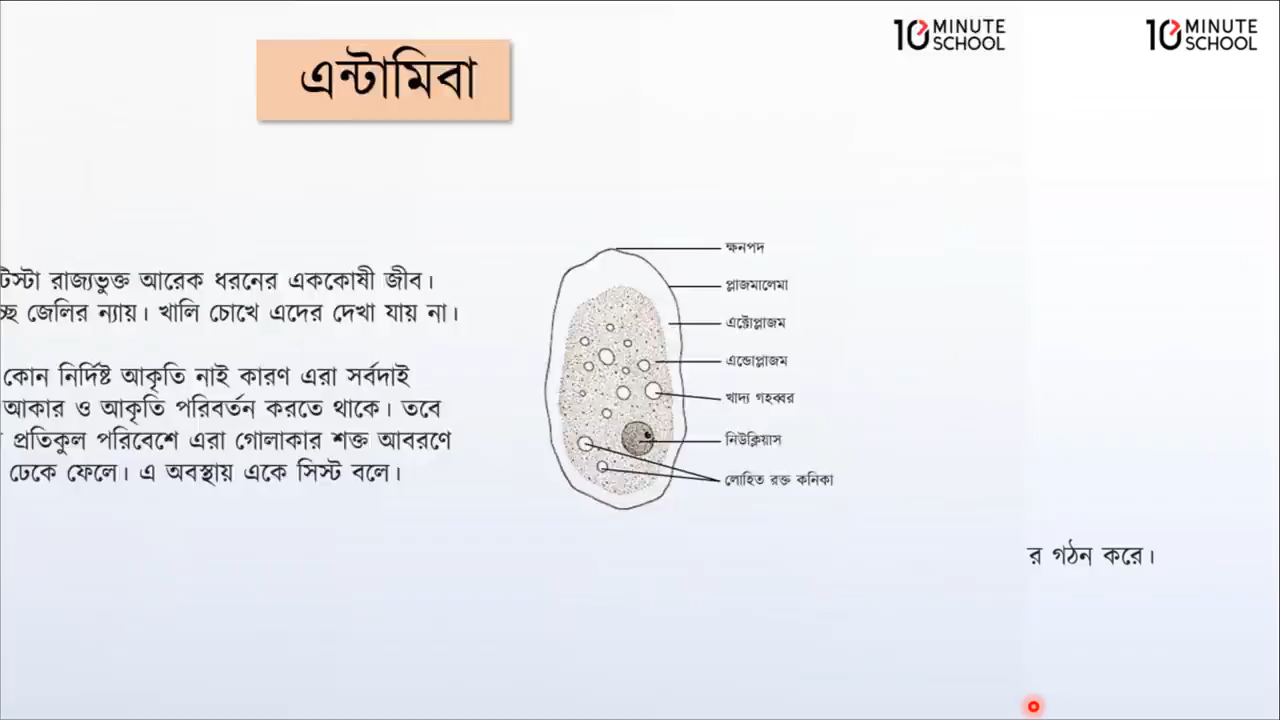 10 MINUTE SCHOOL
10 MINUTE SCHOOL
এন্টামিবা
টিস্টা রাজ্যভুক্ত আরেক ধরনের এককোষী জীব।
জেলির ন্যায়। খালি চোখে এদের দেখা যায় না।
কোন নির্দিষ্ট আকৃতি নাই কারণ এরা সর্বদাই
আকার ও আকৃতি পরিবর্তন করতে থাকে। তবে
প্রতিকুল পরিবেশে এরা গোলাকার শক্ত আবরণে
ঢেকে ফেলে। এ অবস্থায় একে সিস্ট বলে।
ক্ষনপদ
প্লাজমালেমা
এক্টোপ্লাজম
এন্ডোপ্লাজম
খাদ্য গহব্বর
নিউক্লিয়াস
লোহিত রক্ত কনিকা
র গঠন করে।